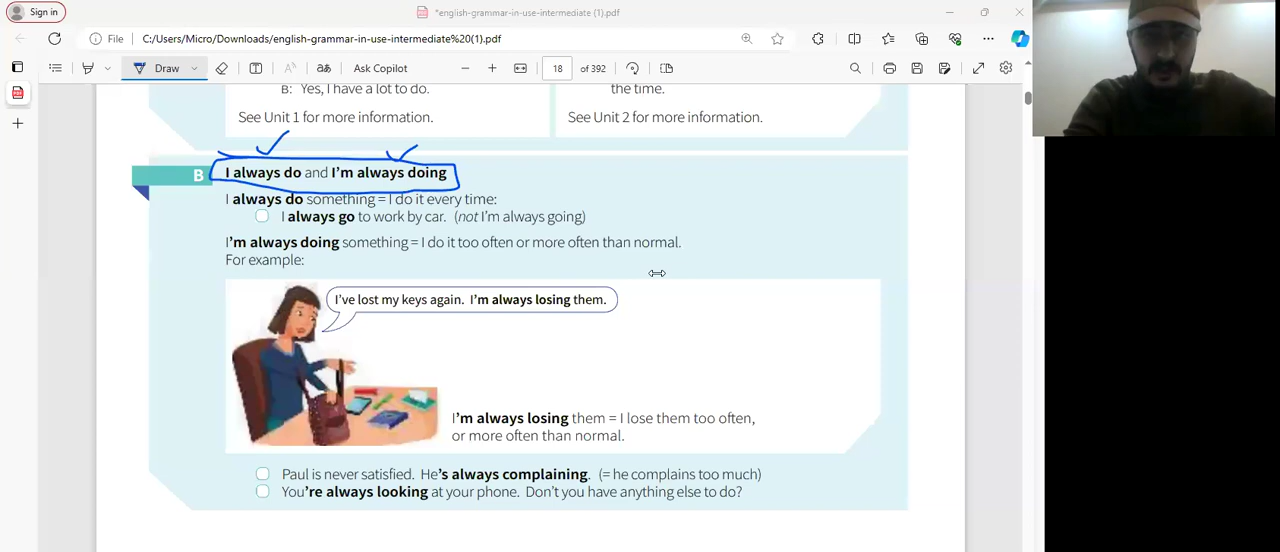 Sign in
*english-grammar-in-use-intermediate (1).pdf
File
C:/Users/Micro/Downloads/english-grammar-in-use-intermediate%20(1).pdf
Draw
Ask Copilot
18
of 392
B: Yes, I have a lot to do.
the time.
See Unit 1 for more information.
See Unit 2 for more information.
B
I always do and I'm always doing
I always do something = I do it every time:
I always go to work by car. (not I'm always going)
I'm always doing something = I do it too often or more often than normal.
For example:
I've lost my keys again. I'm always losing them.
I'm always losing them = I lose them too often,
or more often than normal.
Paul is never satisfied. He's always complaining. (= he complains too much)
You're always looking at your phone. Don't you have anything else to do?